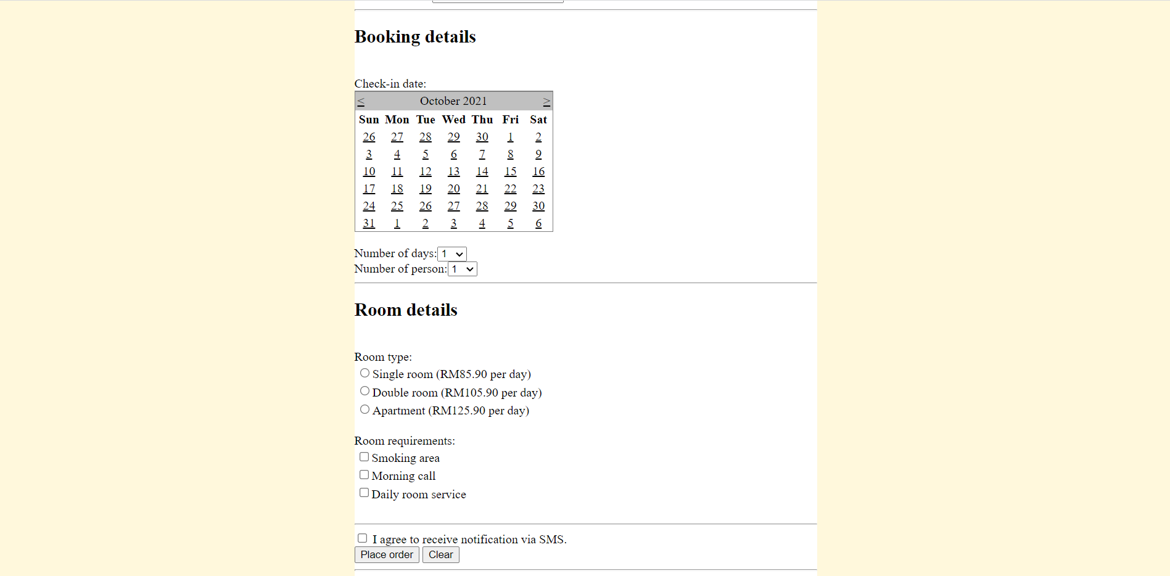 Booking details
Check-in date:
< October 2021 >
Sun Mon Tue Wed Thu Fri Sat
26 27 28 29 30 1 2
3 4 5 6 7 8 9
10 11 12 13 14 15 16
17 18 19 20 21 22 23
24 25 26 27 28 29 30
31 1 2 3 4 5 6
Number of days: 1
Number of person: 1
Room details
Room type:
Single room (RM85.90 per day)
Double room (RM105.90 per day)
Apartment (RM125.90 per day)
Room requirements:
Smoking area
Morning call
Daily room service
I agree to receive notification via SMS.
Place order Clear